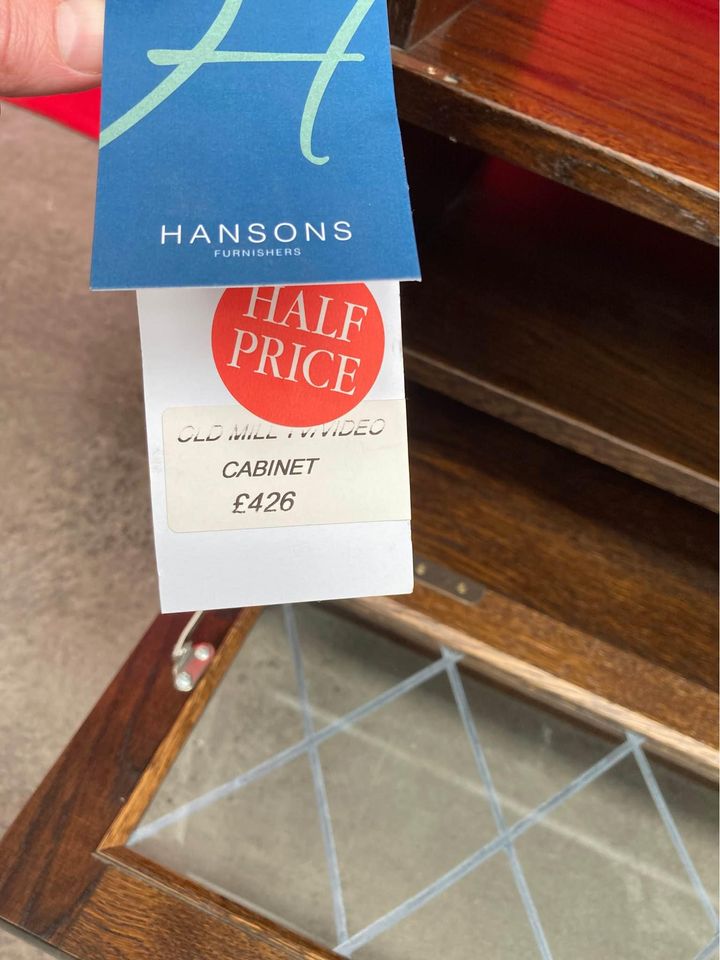 H
HANSONS
FURNISHERS
HALF
PRICE
OLD MILL TV/VIDEO
CABINET
£426